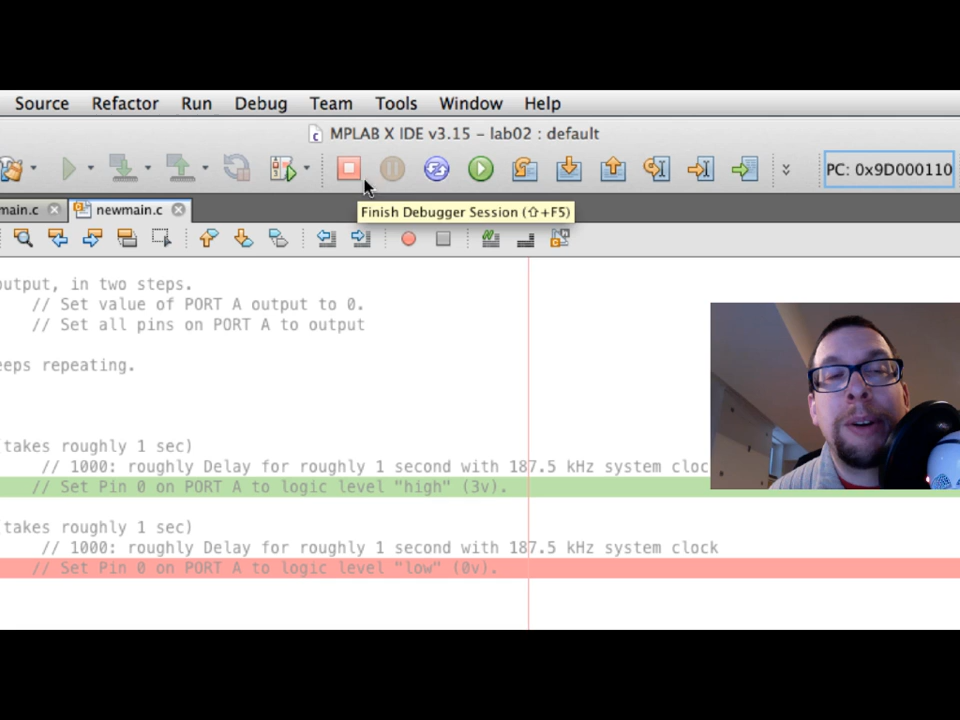 Source Refactor Run Debug Team Tools Window Help
MPLAB X IDE v3.15 - lab02 : default
PC: 0x9D000110
main.c newmain.c
Finish Debugger Session (⇧+F5)
output, in two steps.
// Set value of PORT A output to 0.
// Set all pins on PORT A to output
eeps repeating.
(takes roughly 1 sec)
// 1000: roughly Delay for roughly 1 second with 187.5 kHz system cloc
// Set Pin 0 on PORT A to logic level "high" (3v).
(takes roughly 1 sec)
// 1000: roughly Delay for roughly 1 second with 187.5 kHz system clock
// Set Pin 0 on PORT A to logic level "low" (0v).